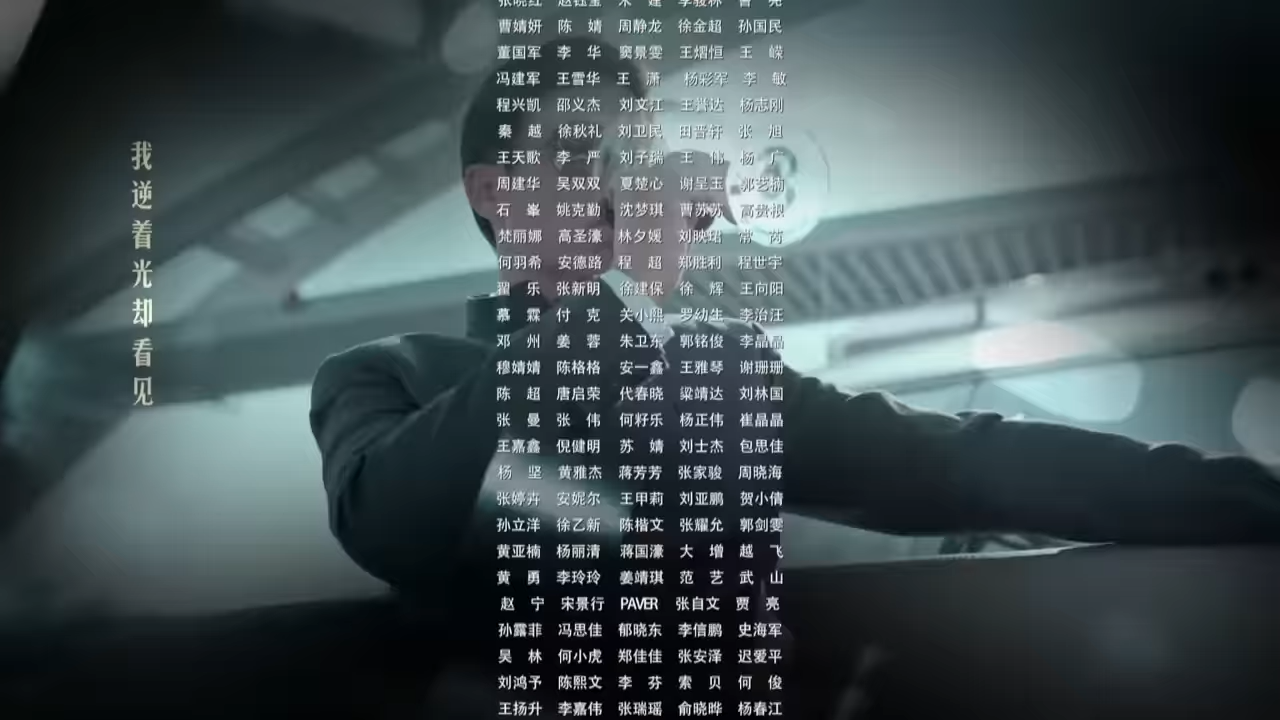 我逆着光却看见
曹婧妍 陈 婧 周静龙 徐金超 孙国民
董国军 李 华 窦景雯 王熠恒 王 嵘
冯建军 王雪华 王 潇 杨彩军 李 敏
程兴凯 邵义杰 刘文江 王誉达 杨志刚
秦 越 徐秋礼 刘卫民 田晋轩 张 旭
王天歌 李 严 刘子瑞 王 伟 杨 广
周建华 吴双双 夏楚心 谢呈玉 郭艺楠
石 峯 姚克勤 沈梦琪 曹苏苏 高贵根
梵丽娜 高圣濠 林夕媛 刘映珺 常 芮
何羽希 安德路 程 超 郑胜利 程世宇
翟 乐 张新明 徐建保 徐 辉 王向阳
慕 霖 付 克 关小熙 罗幼生 李治汪
邓 州 姜 蓉 朱卫东 郭铭俊 李晶晶
穆婧婧 陈格格 安一鑫 王雅琴 谢珊珊
陈 超 唐启荣 代春晓 梁靖达 刘林国
张 曼 张 伟 何籽乐 杨正伟 崔晶晶
王嘉鑫 倪健明 苏 婧 刘士杰 包思佳
杨 坚 黄雅杰 蒋芳芳 张家骏 周晓海
张婷卉 安妮尔 王甲莉 刘亚鹏 贺小倩
孙立洋 徐乙新 陈楷文 张耀允 郭剑雯
黄亚楠 杨丽清 蒋国濠 大 增 越 飞
黄 勇 李玲玲 姜靖琪 范 艺 武 山
赵 宁 宋景行 PAVER 张自文 贾 亮
孙露菲 冯思佳 郁晓东 李信鹏 史海军
吴 林 何小虎 郑佳佳 张安泽 迟爱平
刘鸿予 陈熙文 李 芬 索 贝 何 俊
王扬升 李嘉伟 张瑞瑶 俞晓晔 杨春江